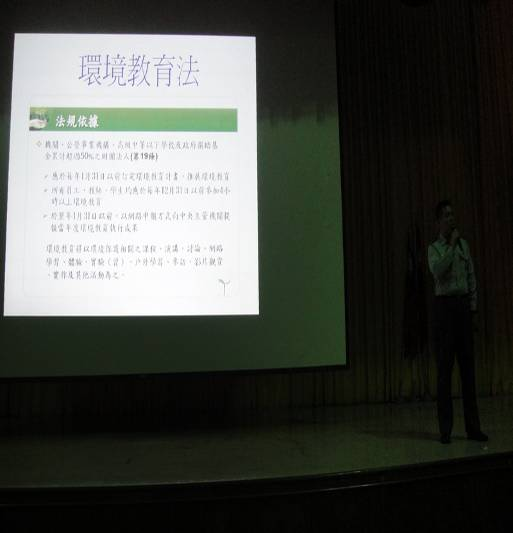 環境教育法
法規依據
機關、公營事業機構、高級中等以下學校及政府捐助基
金累計超過50%之財團法人(第19條)
應於每年1月31日以前訂定環境教育計畫,推展環境教育
所有員工、教師、學生均應於每年12月31日以前參加4小
時以上環境教育
於翌年1月31日以前,以網路申報方式向中央主管機關提
報當年度環境教育執行成果
環境教育得以環境保護相關之課程、演講、討論、網路
學習、體驗、實驗(習)、戶外學習、參訪、影片觀賞
、實作及其他活動為之。